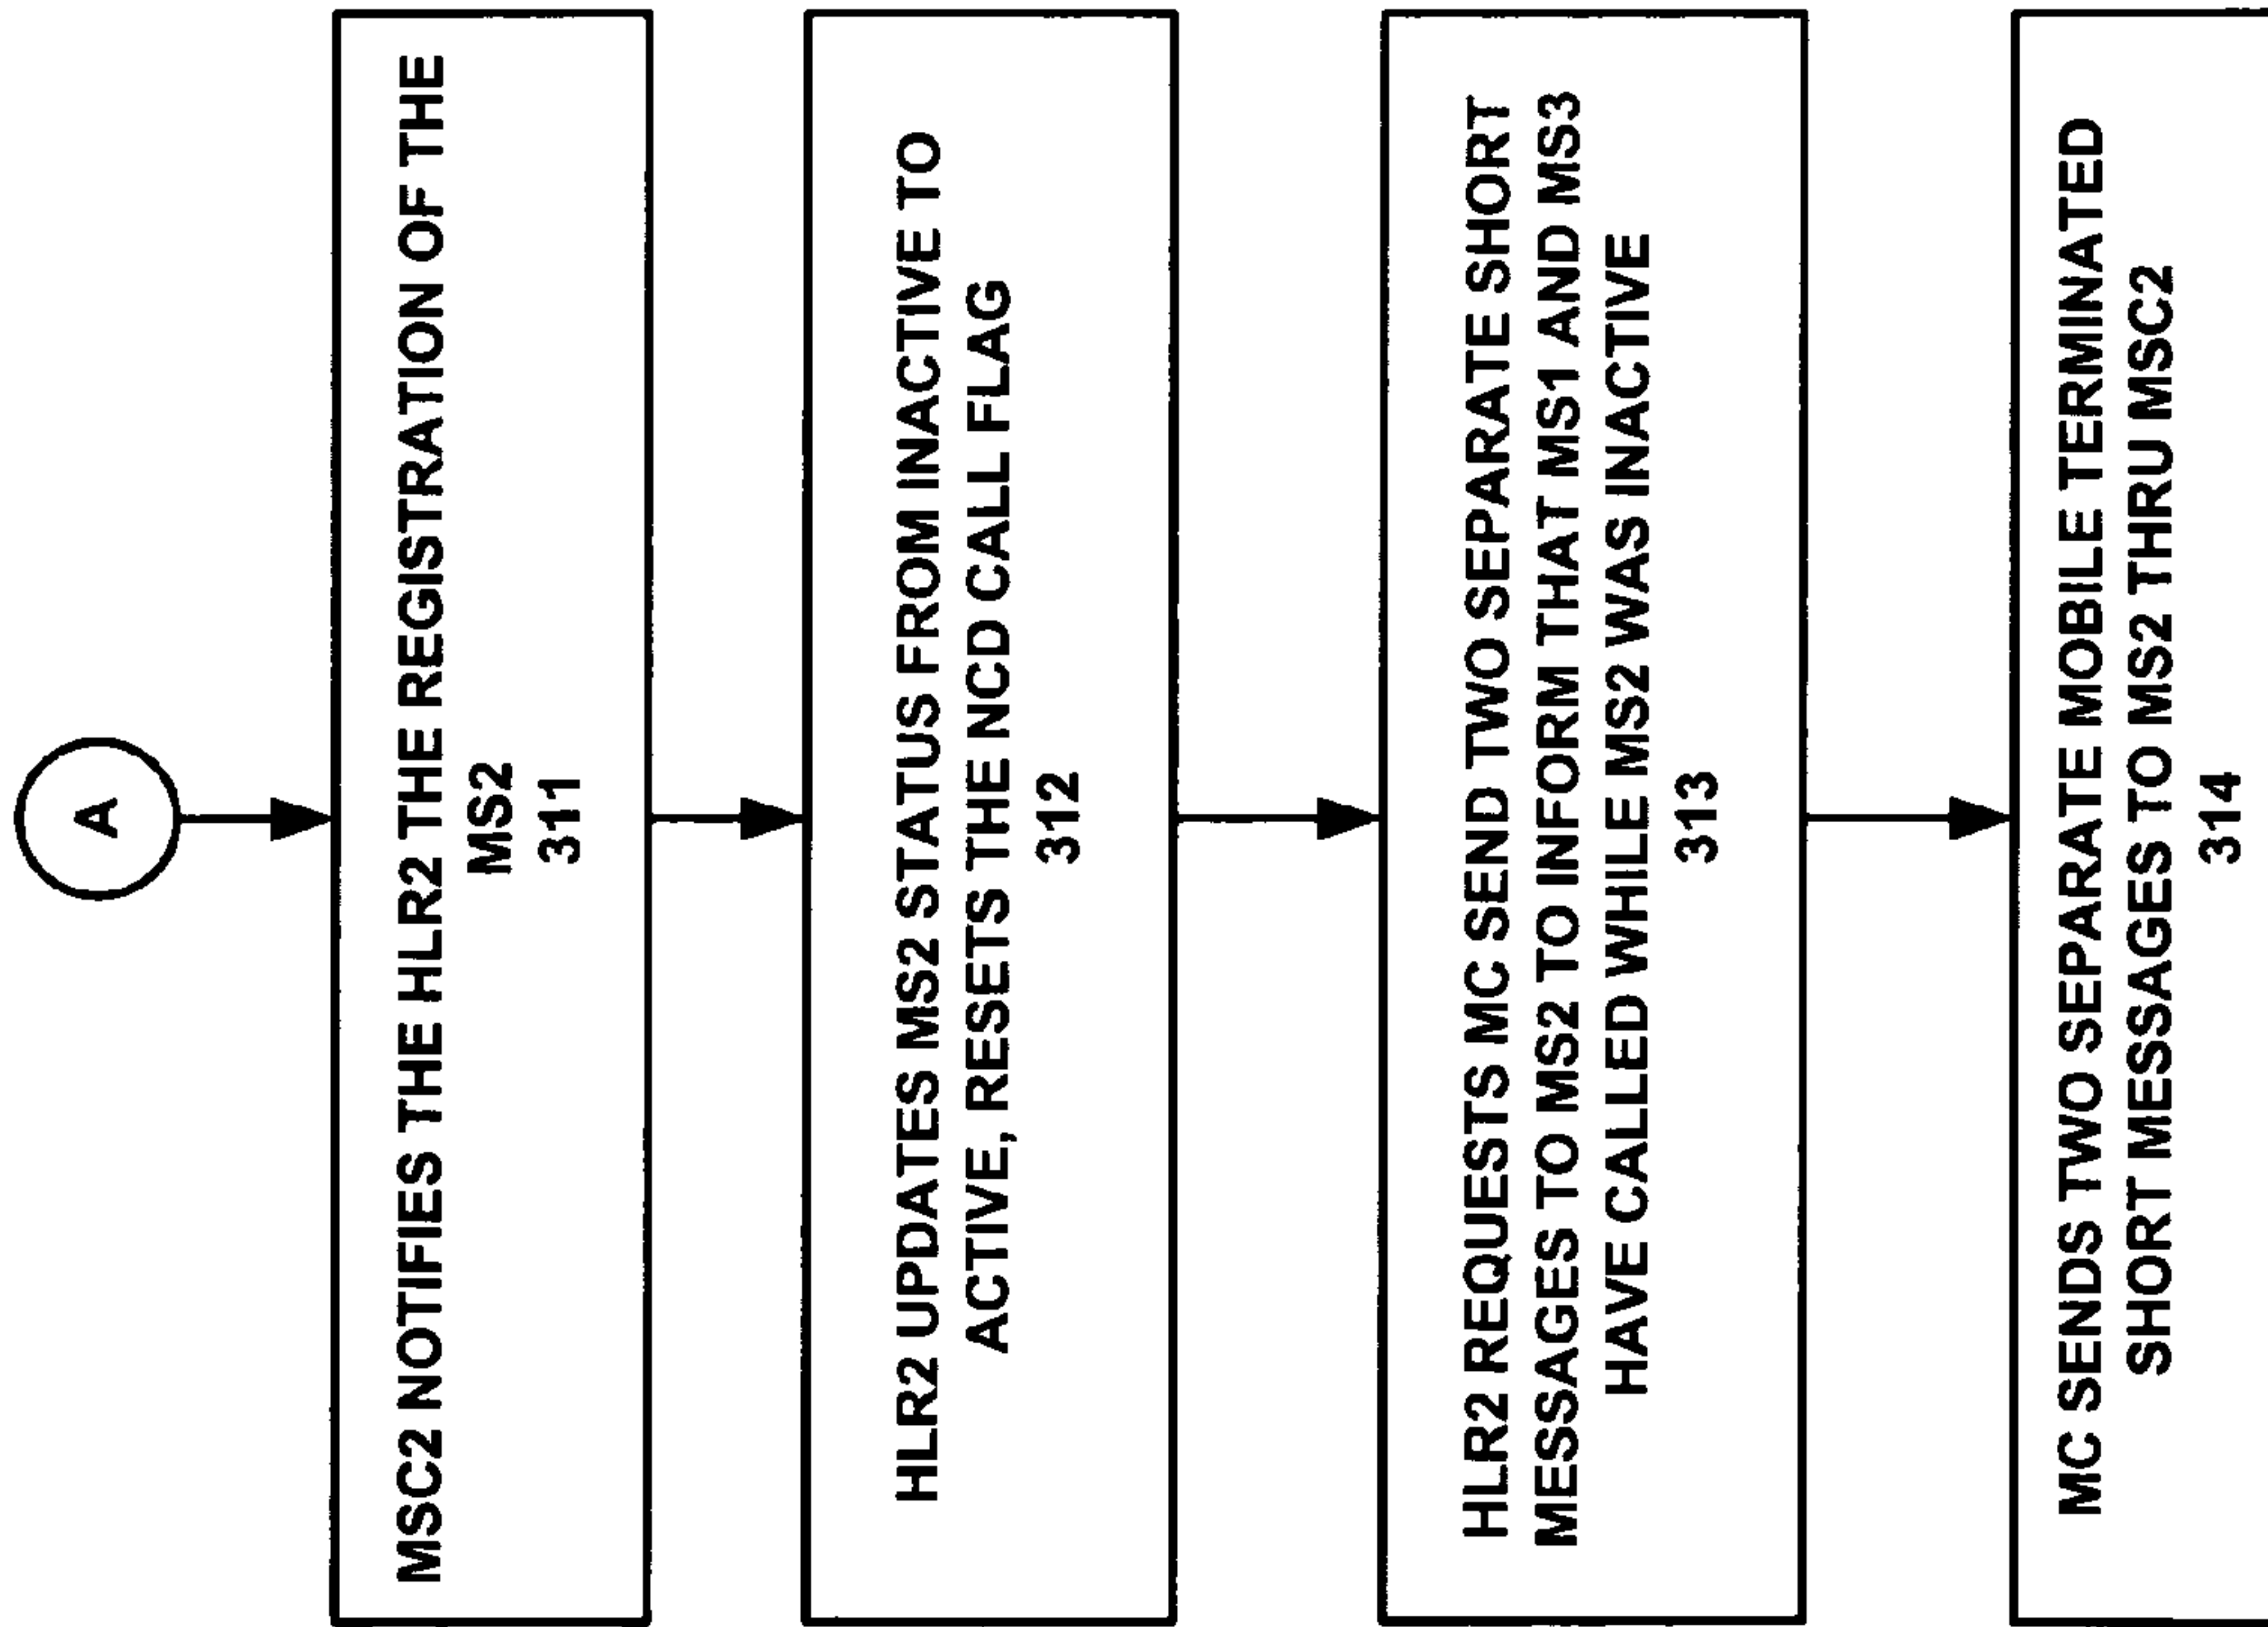 A
MSC2 NOTIFIES THE HLR2 THE REGISTRATION OF THE
MS2
311
HLR2 UPDATES MS2 STATUS FROM INACTIVE TO
ACTIVE, RESETS THE NCD CALL FLAG
312
HLR2 REQUESTS MC SEND TWO SEPARATE SHORT
MESSAGES TO MS2 TO INFORM THAT MS1 AND MS3
HAVE CALLED WHILE MS2 WAS INACTIVE
313
MC SENDS TWO SEPARATE MOBILE TERMINATED
SHORT MESSAGES TO MS2 THRU MSC2
314